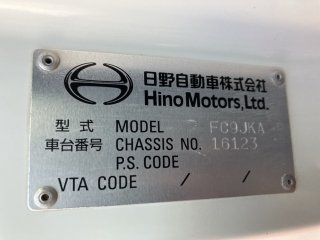 日野自動車株式会社
Hino Motors, Ltd.
型式 MODEL FC9JKA
車台番号 CHASSIS NO. 16123
P.S. CODE
VTA CODE / /